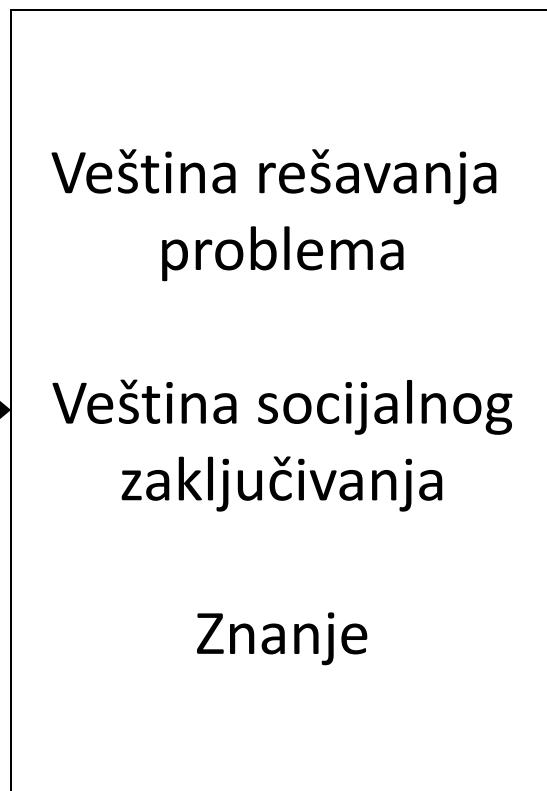 Veština rešavanja
problema
Veština socijalnog
zaključivanja
Znanje